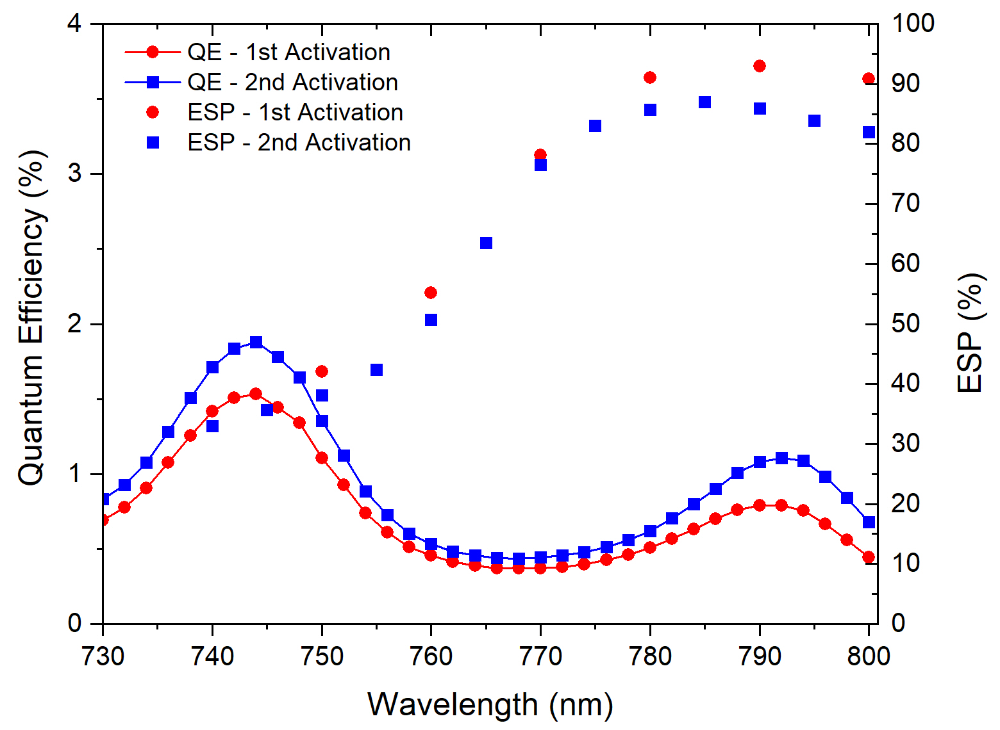 QE - 1st Activation
QE - 2nd Activation
ESP - 1st Activation
ESP - 2nd Activation
Quantum Efficiency (%)
4
3
2
1
0
100
90
80
70
60
50
40
30
20
10
0
ESP (%)
730 740 750 760 770 780 790 800
Wavelength (nm)